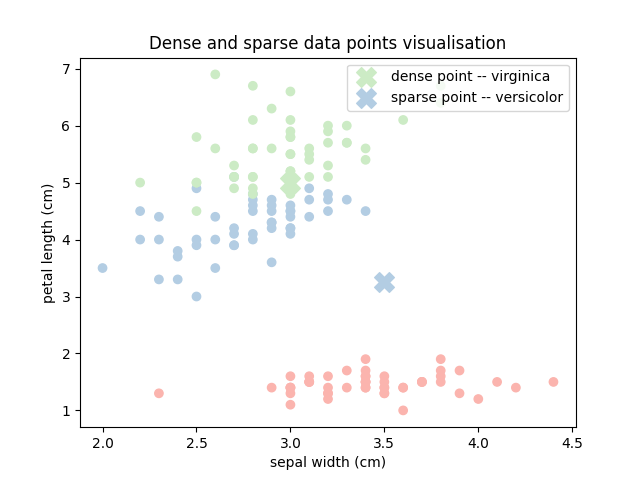 Dense and sparse data points visualisation
dense point -- virginica
sparse point -- versicolor
petal length (cm)
7
6
5
4
3
2
1
2.0 2.5 3.0 3.5 4.0 4.5
sepal width (cm)